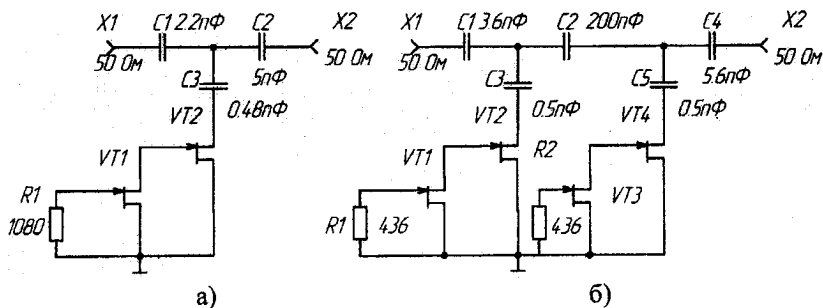 X1 C1 2.2пФ C2 X2
50 Ом 5пФ 50 Ом
C3
0.48пФ
VT2
VT1
R1
1080
а)
X1 C1 3.6пФ C2 200пФ C4 X2
50 Ом 5.6пФ 50 Ом
C3 C5
0.5пФ 0.5пФ
VT2 VT4
VT1 R2
VT3
R1 436 436
б)